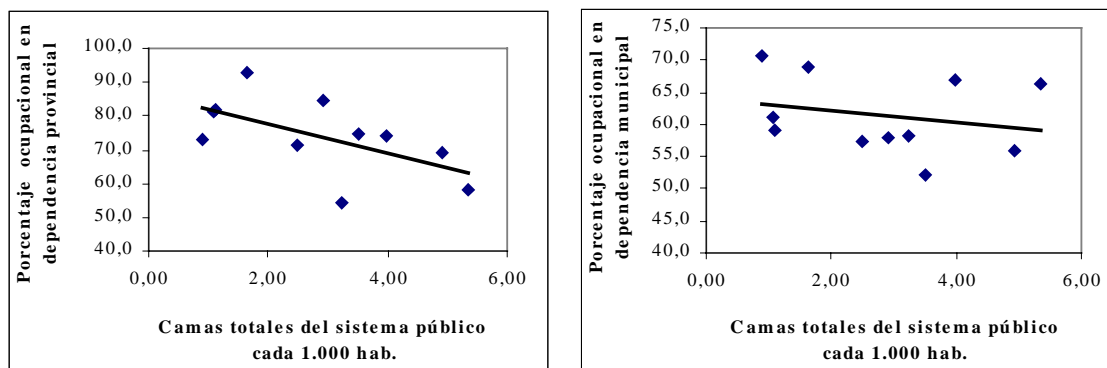 Porcentaje ocupacional en
dependencia provincial
100,0
90,0
80,0
70,0
60,0
50,0
40,0
0,00 2,00 4,00 6,00
Camas totales del sistema público
cada 1.000 hab.
Porcentaje ocupacional en
dependencia municipal
75,0
70,0
65,0
60,0
55,0
50,0
45,0
40,0
0,00 2,00 4,00 6,00
Camas totales del sistema público
cada 1.000 hab.